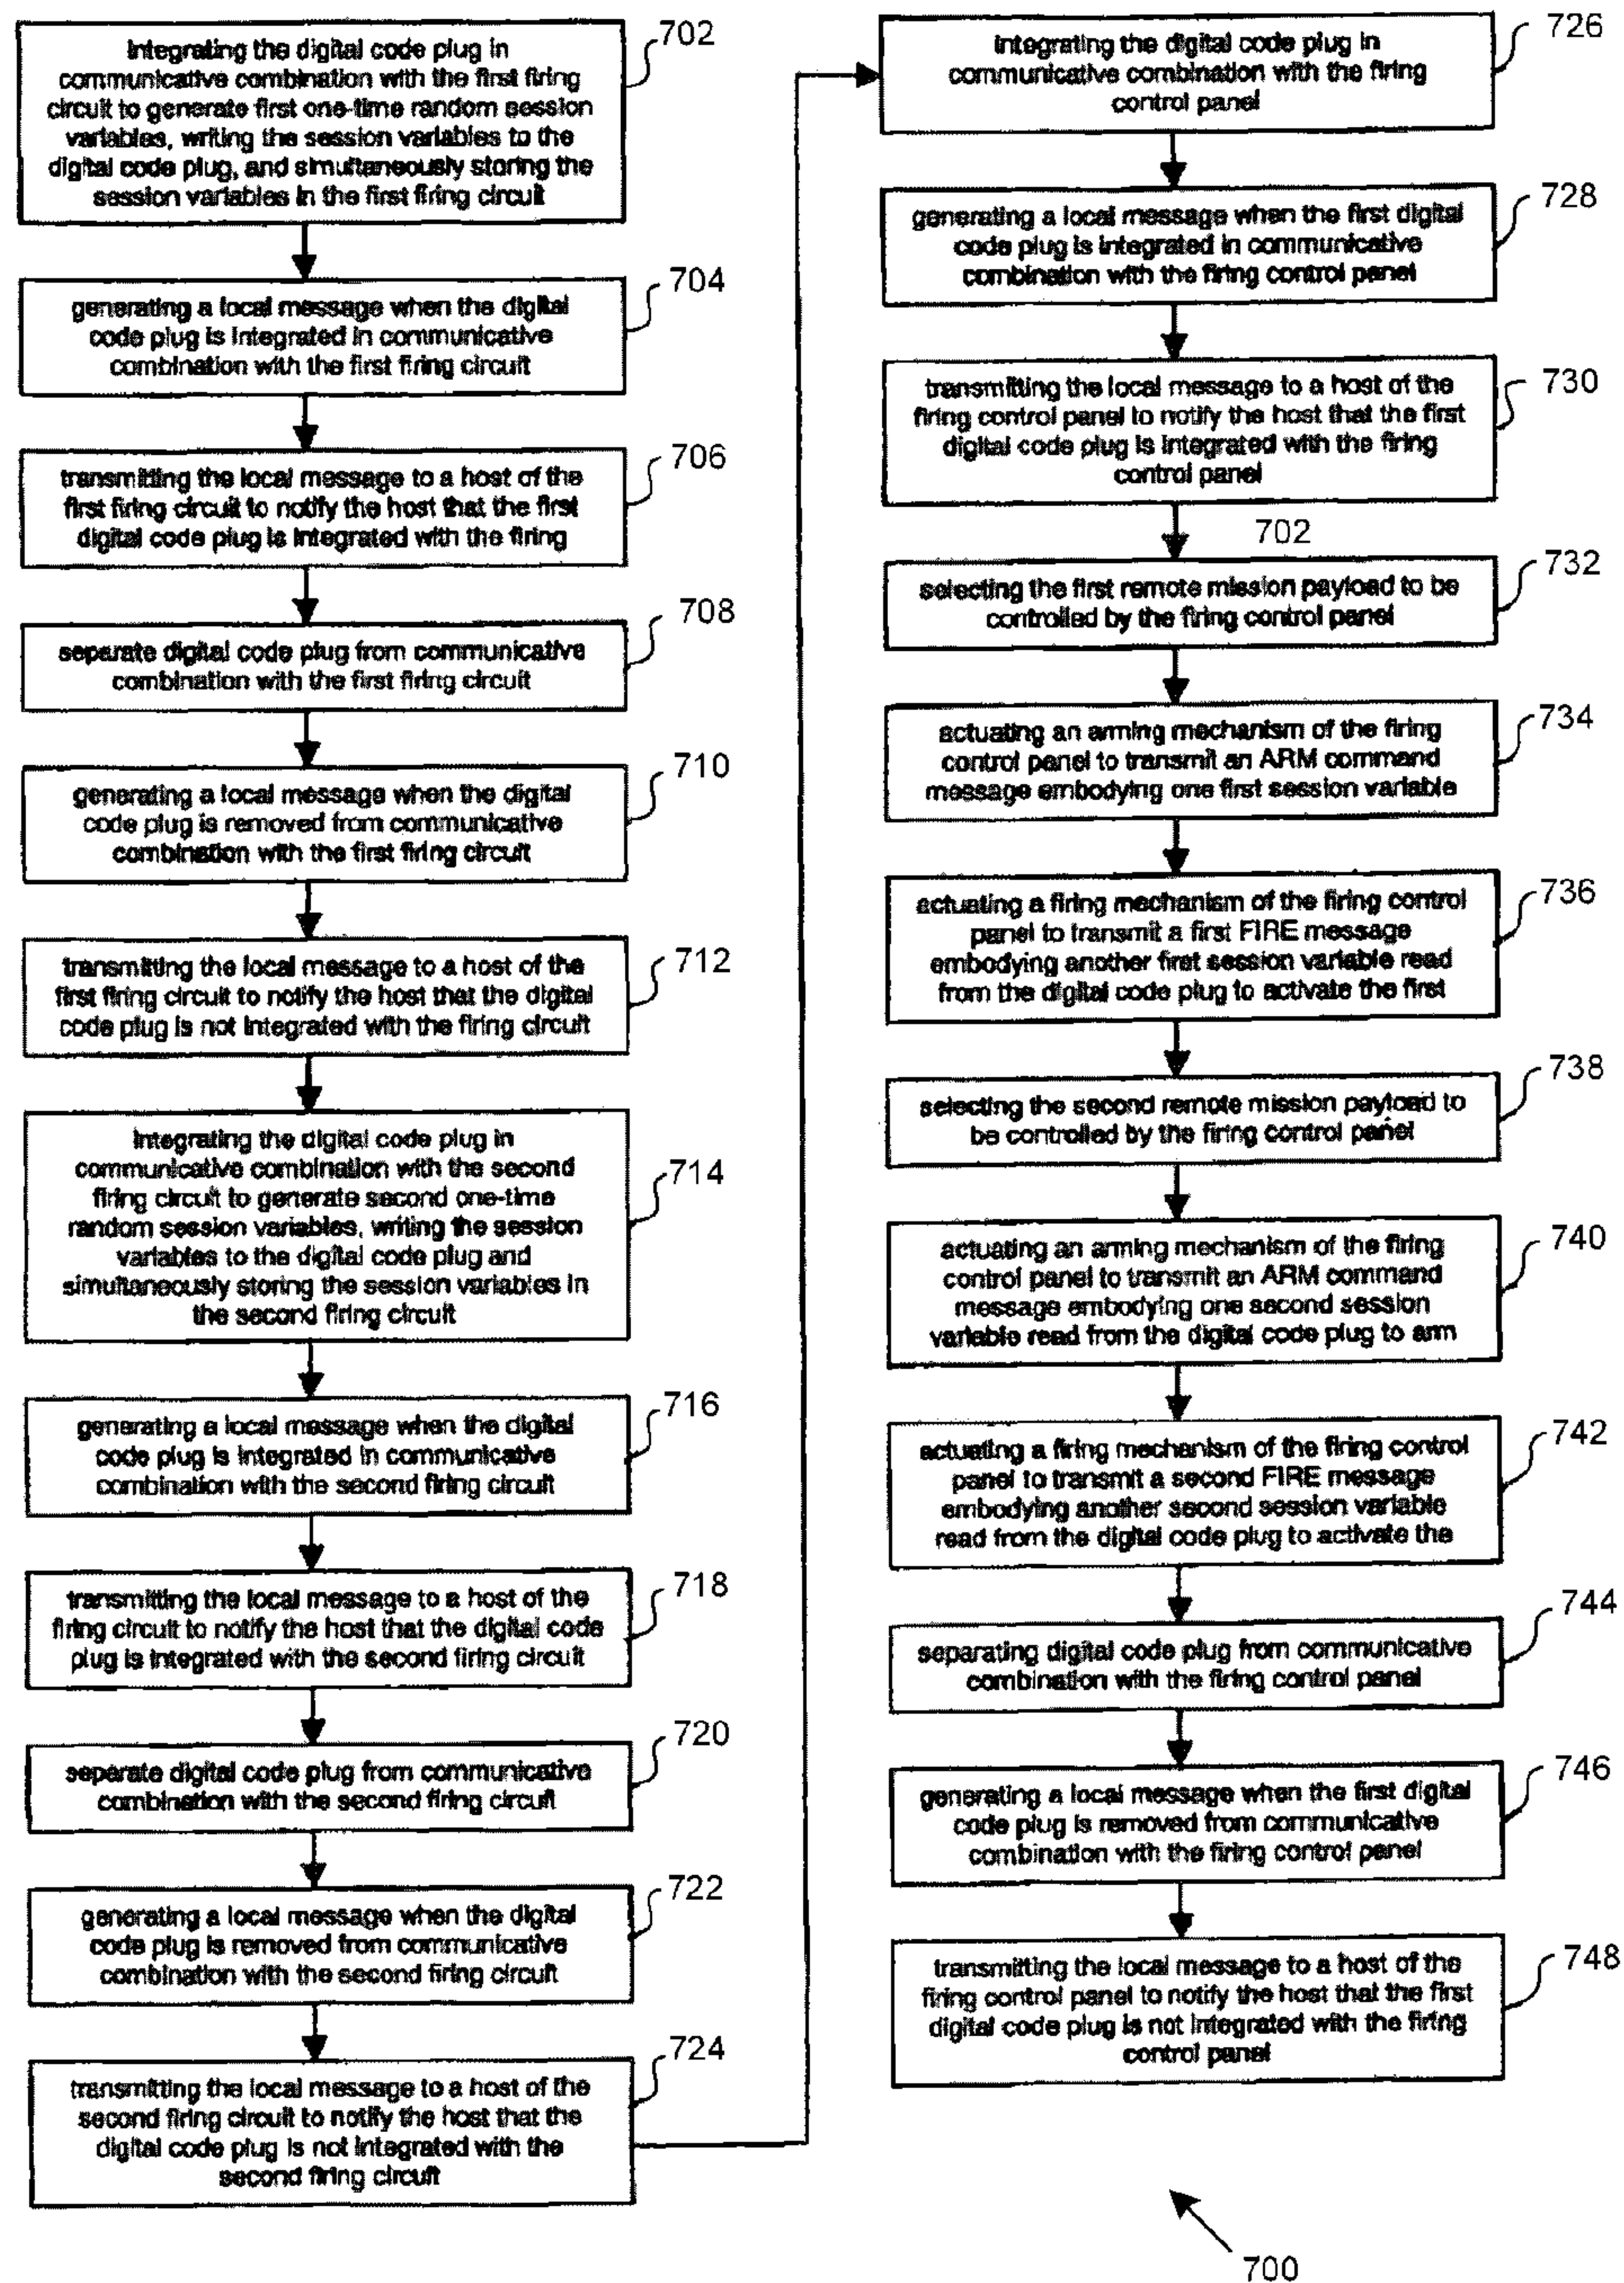 integrating the digital code plug in
communicative combination with the first firing
circuit to generate first one-time random session
variables, writing the session variables to the
digital code plug, and simultaneously storing the
session variables in the first firing circuit
702
generating a local message when the digital
code plug is integrated in communicative
combination with the first firing circuit
704
transmitting the local message to a host of the
first firing circuit to notify the host that the first
digital code plug is integrated with the firing
706
separate digital code plug from communicative
combination with the first firing circuit
708
generating a local message when the digital
code plug is removed from communicative
combination with the first firing circuit
710
transmitting the local message to a host of the
first firing circuit to notify the host that the digital
code plug is not integrated with the firing circuit
712
integrating the digital code plug in
communicative combination with the second
firing circuit to generate second one-time
random session variables, writing the session
variables to the digital code plug and
simultaneously storing the session variables in
the second firing circuit
714
generating a local message when the digital
code plug is integrated in communicative
combination with the second firing circuit
716
transmitting the local message to a host of the
firing circuit to notify the host that the digital code
plug is integrated with the second firing circuit
718
separate digital code plug from communicative
combination with the second firing circuit
720
generating a local message when the digital
code plug is removed from communicative
combination with the second firing circuit
722
transmitting the local message to a host of the
second firing circuit to notify the host that the
digital code plug is not integrated with the
second firing circuit
724
integrating the digital code plug in
communicative combination with the firing
control panel
726
generating a local message when the first digital
code plug is integrated in communicative
combination with the firing control panel
728
transmitting the local message to a host of the
firing control panel to notify the host that the first
digital code plug is integrated with the firing
control panel
730
702
selecting the first remote mission payload to be
controlled by the firing control panel
732
actuating an arming mechanism of the firing
control panel to transmit an ARM command
message embodying one first session variable
734
actuating a firing mechanism of the firing control
panel to transmit a first FIRE message
embodying another first session variable read
from the digital code plug to activate the first
736
selecting the second remote mission payload to
be controlled by the firing control panel
738
actuating an arming mechanism of the firing
control panel to transmit an ARM command
message embodying one second session
variable read from the digital code plug to arm
740
actuating a firing mechanism of the firing control
panel to transmit a second FIRE message
embodying another second session variable
read from the digital code plug to activate the
742
separating digital code plug from communicative
combination with the firing control panel
744
generating a local message when the first digital
code plug is removed from communicative
combination with the firing control panel
746
transmitting the local message to a host of the
firing control panel to notify the host that the first
digital code plug is not integrated with the firing
control panel
748
700